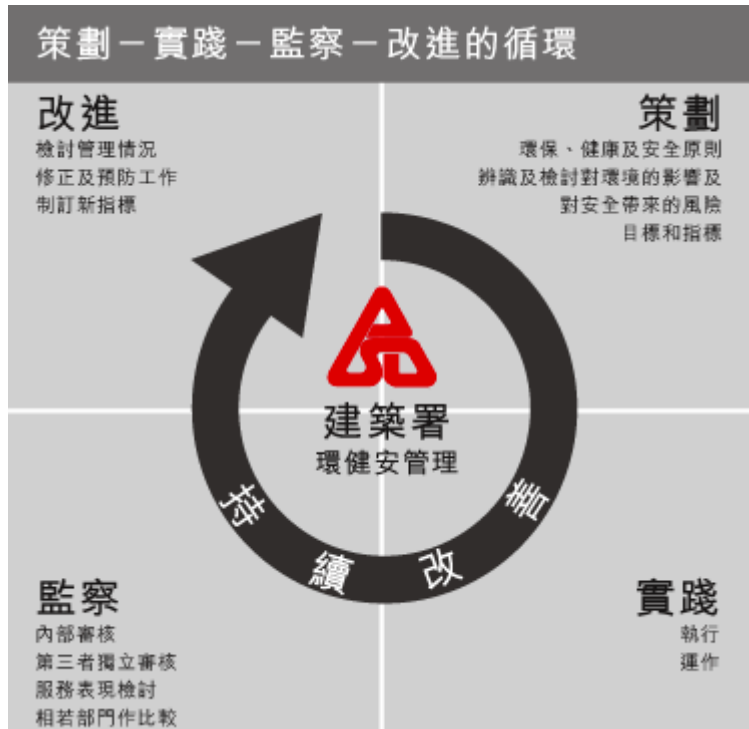 策劃－實踐－監察－改進的循環
改進
檢討管理情況
修正及預防工作
制訂新指標
策劃
環保、健康及安全原則
辨識及檢討對環境的影響及
對安全帶來的風險
目標和指標
建築署
環健安管理
持續改善
監察
內部審核
第三者獨立審核
服務表現檢討
相若部門作比較
實踐
執行
運作